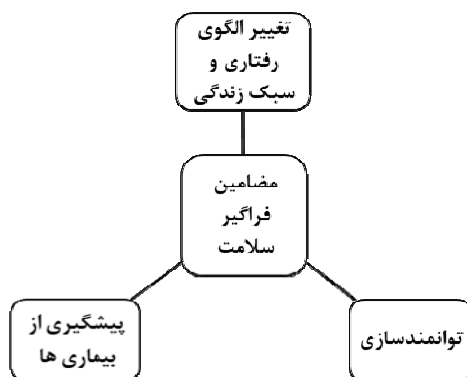 تغییر الگوی
رفتاری و
سبک زندگی
مضامین
فراگیر
سلامت
توانمندسازی
پیشگیری از
بیماری ها